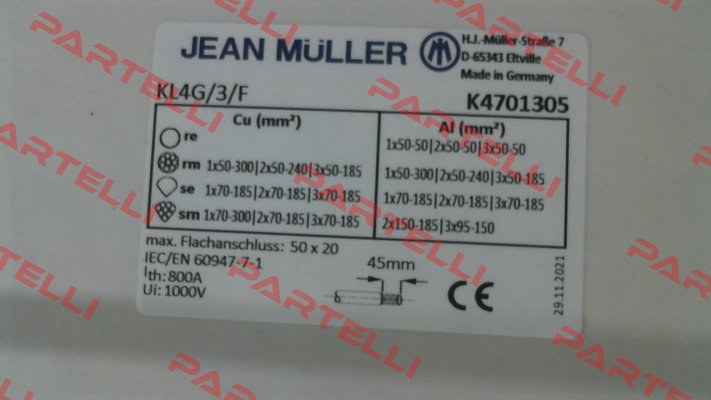 JEAN MÜLLER
H.J.-Müller-Straße 7
D-65343 Eltville
Made in Germany
KL4G/3/F
K4701305
Cu (mm²) Al (mm²)
re 1x50-50|2x50-50|3x50-50
rm 1x50-300|2x50-240|3x50-185 1x50-300|2x50-240|3x50-185
se 1x70-185|2x70-185|3x70-185 1x70-185|2x70-185|3x70-185
sm 1x70-300|2x70-185|3x70-185 2x150-185|3x95-150
max. Flachanschluss: 50 x 20
IEC/EN 60947-7-1
Ith: 800A
Ui: 1000V
45mm
CE
29.11.2021
PARTELLI
PARTELLI
PARTELLI
PARTELLI
PARTELLI